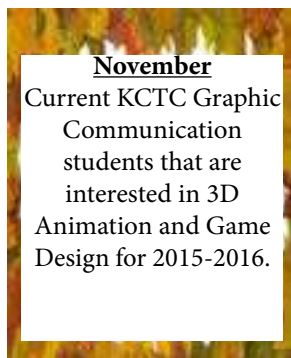 November
Current KCTC Graphic
Communication
students that are
interested in 3D
Animation and Game
Design for 2015-2016.